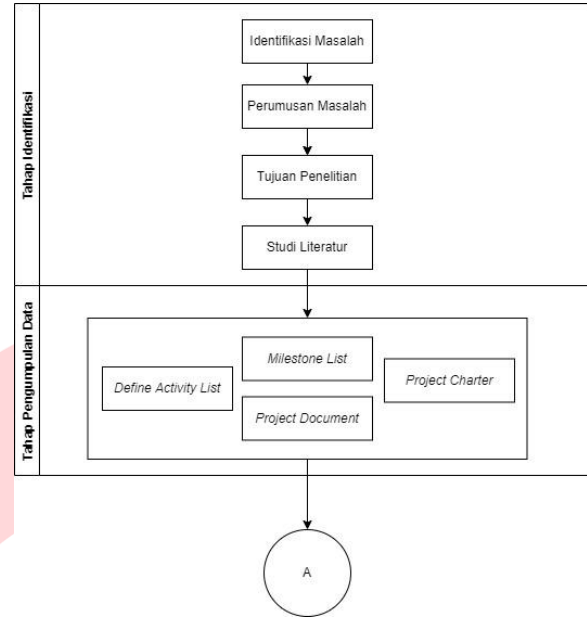 Tahap Identifikasi
Identifikasi Masalah
Perumusan Masalah
Tujuan Penelitian
Studi Literatur
Tahap Pengumpulan Data
Milestone List
Define Activity List
Project Charter
Project Document
A